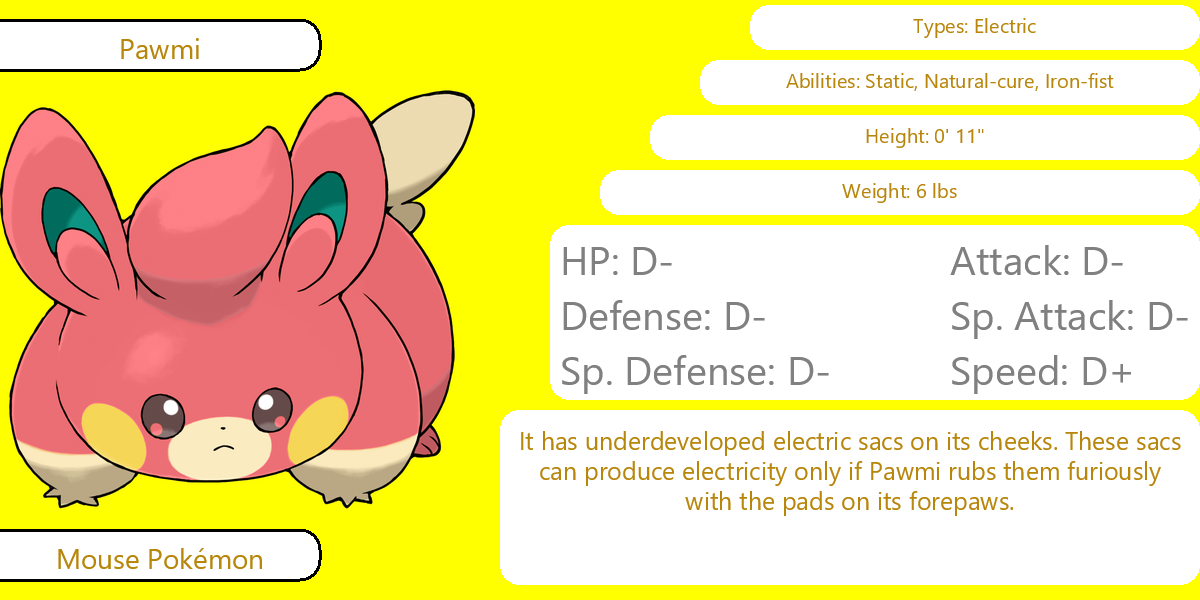 Pawmi
Types: Electric
Abilities: Static, Natural-cure, Iron-fist
Height: 0' 11"
Weight: 6 lbs
HP: D-
Attack: D-
Defense: D-
Sp. Attack: D-
Sp. Defense: D-
Speed: D+
It has underdeveloped electric sacs on its cheeks. These sacs
can produce electricity only if Pawmi rubs them furiously
with the pads on its forepaws.
Mouse Pokémon